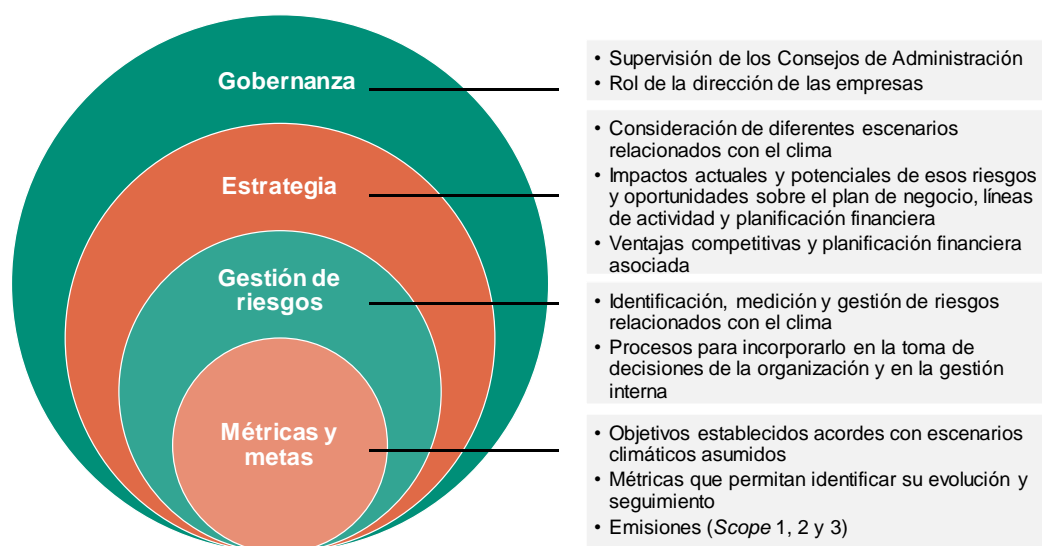 Gobernanza
• Supervisión de los Consejos de Administración
• Rol de la dirección de las empresas
Estrategia
• Consideración de diferentes escenarios
relacionados con el clima
• Impactos actuales y potenciales de esos riesgos
y oportunidades sobre el plan de negocio, líneas
de actividad y planificación financiera
• Ventajas competitivas y planificación financiera
asociada
Gestión de
riesgos
• Identificación, medición y gestión de riesgos
relacionados con el clima
• Procesos para incorporarlo en la toma de
decisiones de la organización y en la gestión
interna
Métricas y
metas
• Objetivos establecidos acordes con escenarios
climáticos asumidos
• Métricas que permitan identificar su evolución y
seguimiento
• Emisiones (Scope 1, 2 y 3)